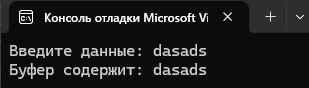 Консоль отладки Microsoft Vi
Введите данные: dasads
Буфер содержит: dasads